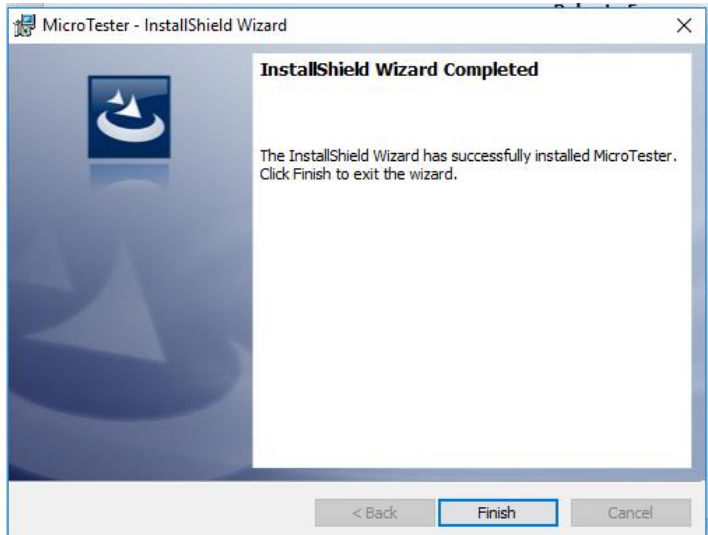 MicroTester - InstallShield Wizard
InstallShield Wizard Completed
The InstallShield Wizard has successfully installed MicroTester.
Click Finish to exit the wizard.
< Back
Finish
Cancel